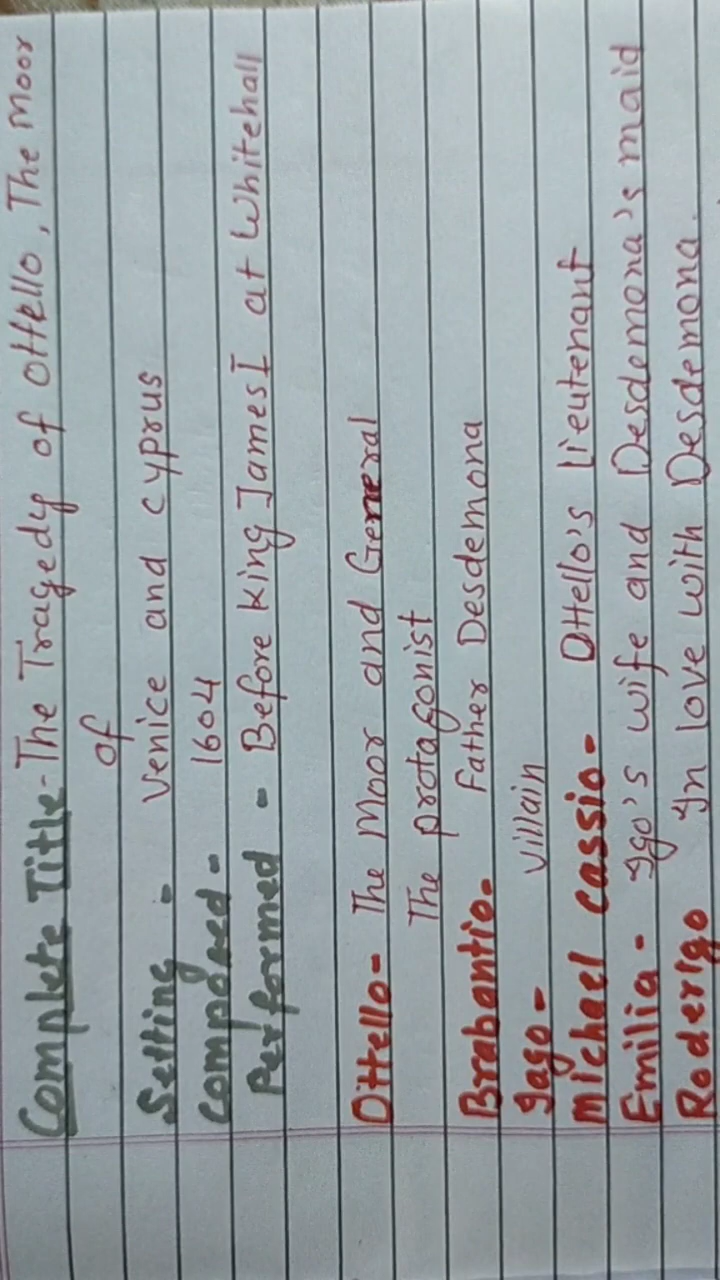 Complete Title - The Tragedy of Othello, The Moor
of
Setting - Venice and Cyprus
Composed - 1604
Performed - Before King James I at Whitehall
Othello - The Moor and General
The protagonist
Brabantio - Father Desdemona
Iago - Villain
Michael Cassio - Othello's lieutenant
Emilia - Igo's wife and Desdemona's maid
Roderigo In love with Desdemona.